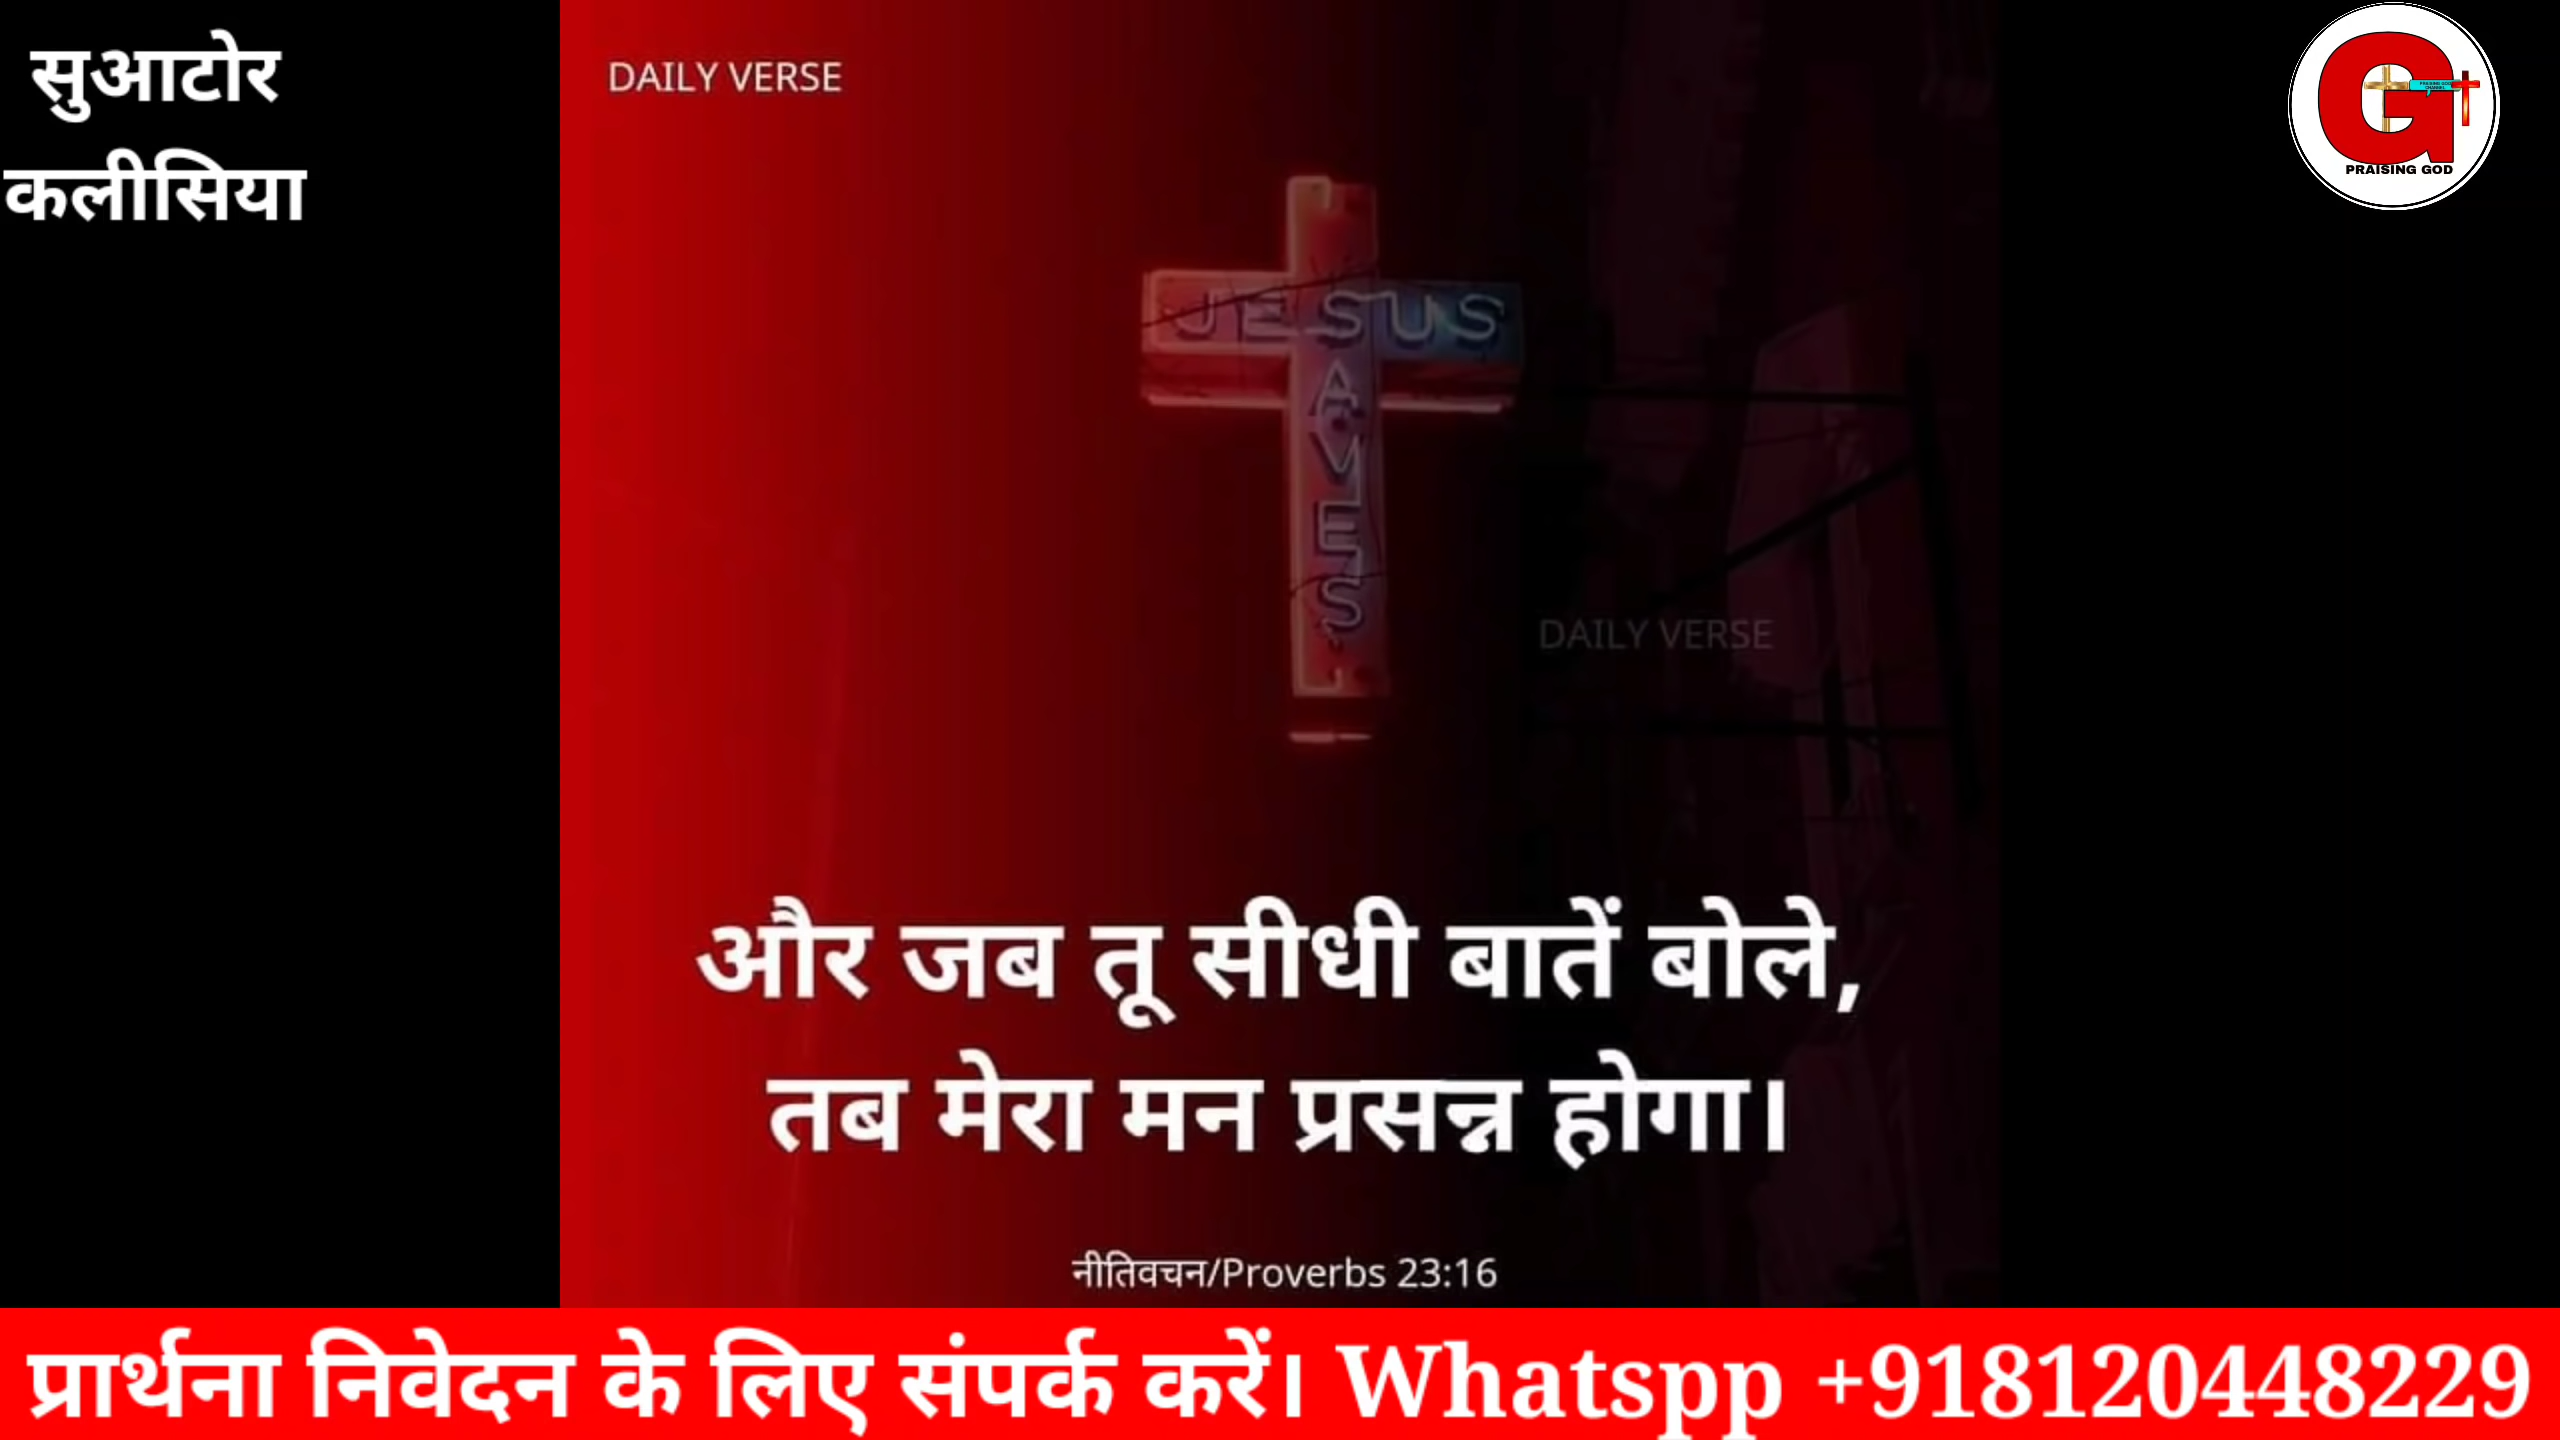 सुआटोर
कलीसिया
DAILY VERSE
PRAISING GOD
JESUS
SAVES
DAILY VERSE
और जब तू सीधी बातें बोले,
तब मेरा मन प्रसन्न होगा।
नीतिवचन/Proverbs 23:16
प्रार्थना निवेदन के लिए संपर्क करें। Whatspp +918120448229